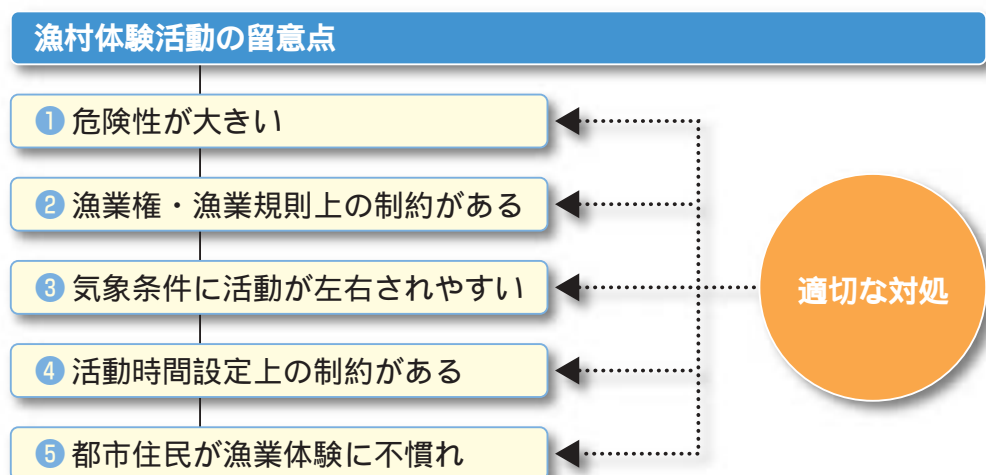 漁村体験活動の留意点
❶ 危険性が大きい
❷ 漁業権・漁業規則上の制約がある
❸ 気象条件に活動が左右されやすい
適切な対処
❹ 活動時間設定上の制約がある
❺ 都市住民が漁業体験に不慣れ